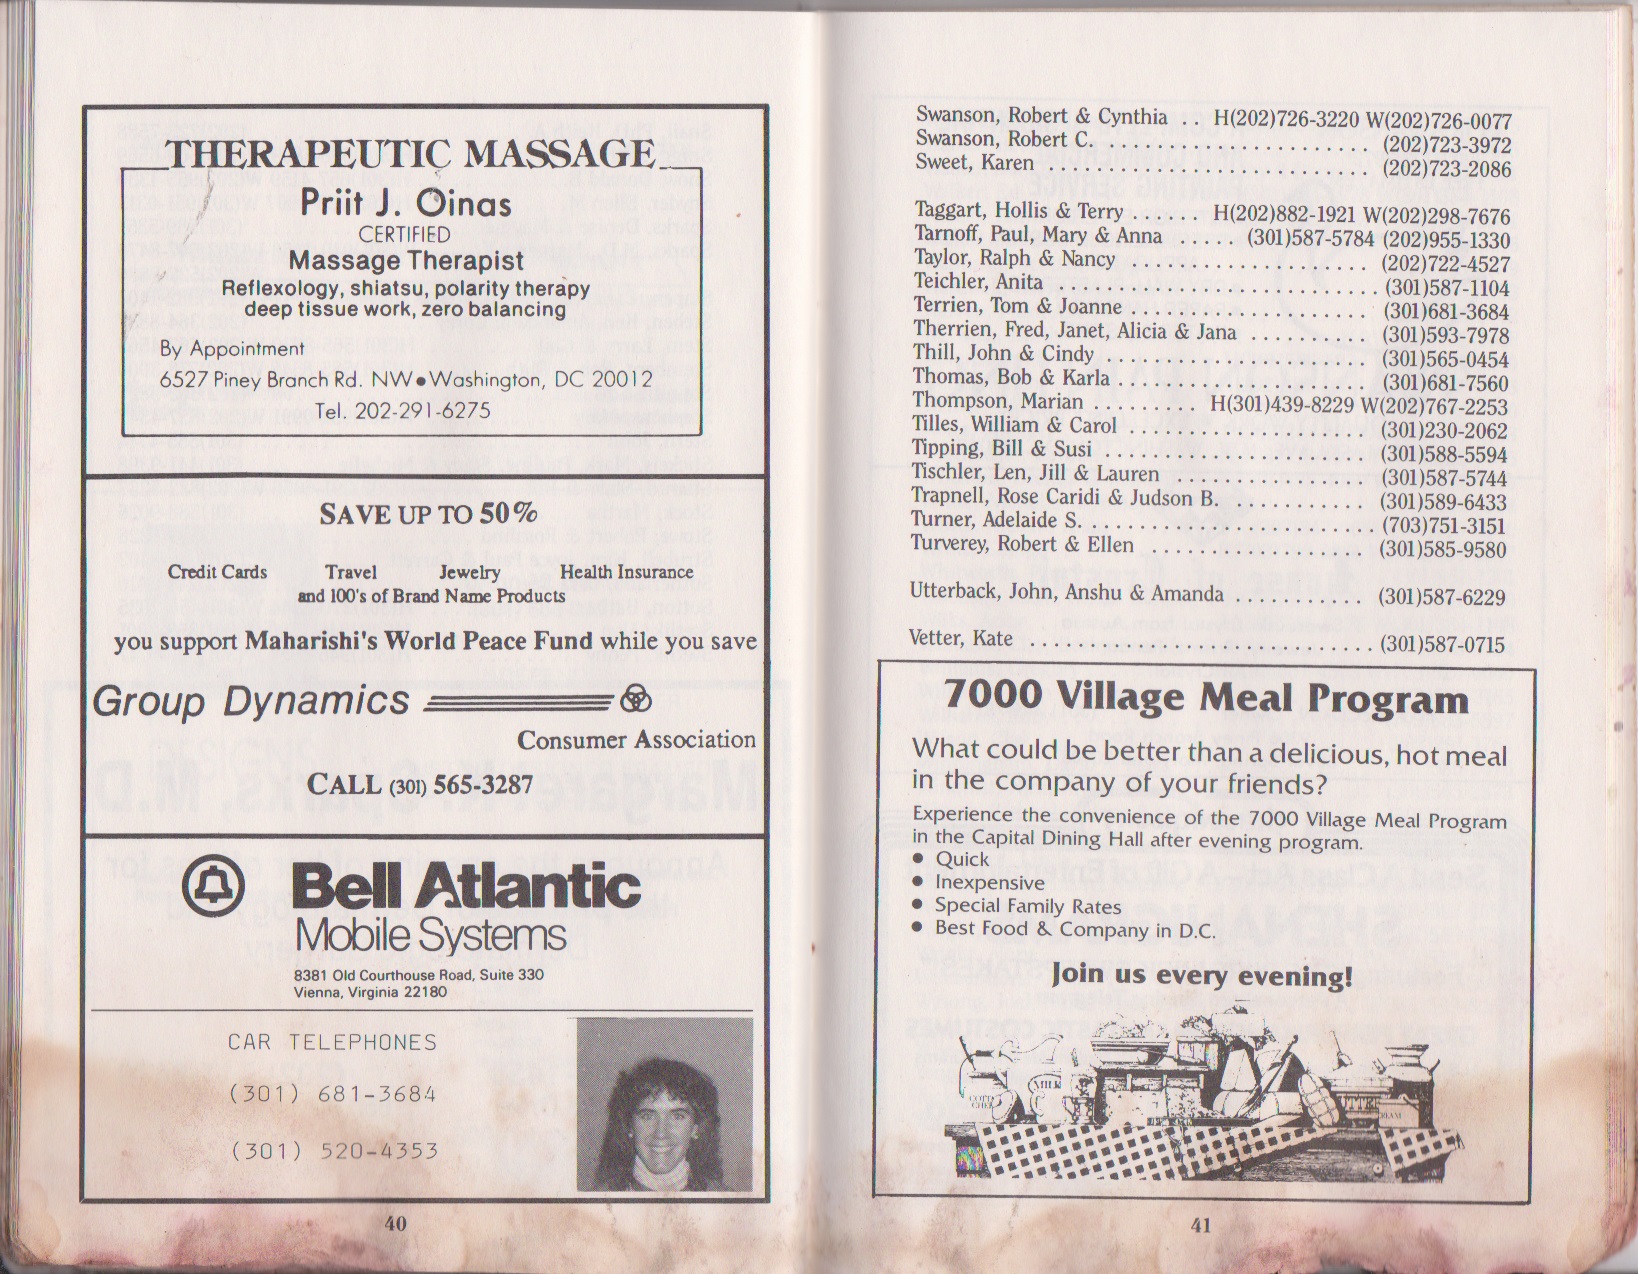 THERAPEUTIC MASSAGE
Priit J. Oinas
CERTIFIED
Massage Therapist
Reflexology, shiatsu, polarity therapy
deep tissue work, zero balancing
By Appointment
6527 Piney Branch Rd. NW●Washington, DC 20012
Tel. 202-291-6275
SAVE UP TO 50%
Credit Cards Travel Jewelry Health Insurance
and 100's of Brand Name Products
you support Maharishi's World Peace Fund while you save
Group Dynamics
Consumer Association
CALL (301) 565-3287
Bell Atlantic
Mobile Systems
8381 Old Courthouse Road, Suite 330
Vienna, Virginia 22180
CAR TELEPHONES
(301) 681-3684
(301) 520-4353
40
Swanson, Robert & Cynthia .. H(202)726-3220 W(202)726-0077
Swanson, Robert C. ....................... (202)723-3972
Sweet, Karen ........................... (202)723-2086
Taggart, Hollis & Terry ...... H(202)882-1921 W(202)298-7676
Tarnoff, Paul, Mary & Anna ..... (301)587-5784 (202)955-1330
Taylor, Ralph & Nancy ...................... (202)722-4527
Teichler, Anita ........................... (301)587-1104
Terrien, Tom & Joanne .................... (301)681-3684
Therrien, Fred, Janet, Alicia & Jana .......... (301)593-7978
Thill, John & Cindy ...................... (301)565-0454
Thomas, Bob & Karla ..................... (301)681-7560
Thompson, Marian ......... H(301)439-8229 W(202)767-2253
Tilles, William & Carol .................... (301)230-2062
Tipping, Bill & Susi ...................... (301)588-5594
Tischler, Len, Jill & Lauren ................ (301)587-5744
Trapnell, Rose Caridi & Judson B. ............ (301)589-6433
Turner, Adelaide S. ........................ (703)751-3151
Turverey, Robert & Ellen .................. (301)585-9580
Utterback, John, Anshu & Amanda ........... (301)587-6229
Vetter, Kate ............................. (301)587-0715
7000 Village Meal Program
What could be better than a delicious, hot meal
in the company of your friends?
Experience the convenience of the 7000 Village Meal Program
in the Capital Dining Hall after evening program.
● Quick
● Inexpensive
● Special Family Rates
● Best Food & Company in D.C.
Join us every evening!
MILK
41